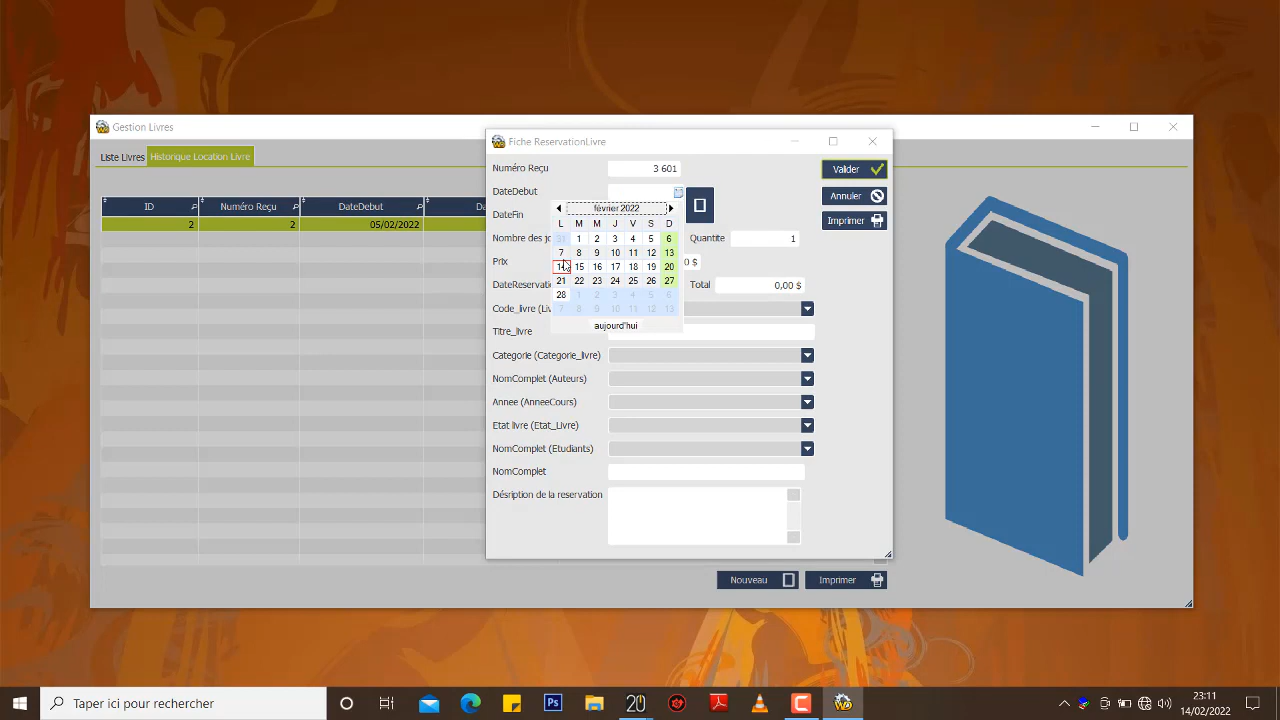 Gestion Livres
Liste Livres Historique Location Livre
ID Numéro Reçu DateDebut
2 2 05/02/2022
Fiche ReservationLivre
Numéro Reçu 3 601 Valider
DateDebut Annuler
février 2022
DateFin Imprimer
L M M J V S D
31 1 2 3 4 5 6
7 8 9 10 11 12 13
14 15 16 17 18 19 20
21 22 23 24 25 26 27
28 1 2 3 4 5 6
7 8 9 10 11 12 13
aujourd'hui
Quantite 1
Prix 0 $
Total 0,00 $
Titre_livre
Categorie (Categorie_livre)
NomComplet (Auteurs)
Annee (AnneeCours)
Etat livre (Etat_Livre)
NomComplet (Etudiants)
NomComplet
Désription de la reservation
Nouveau Imprimer
Taper ici pour rechercher
Ps
20
23:11
14/02/2022